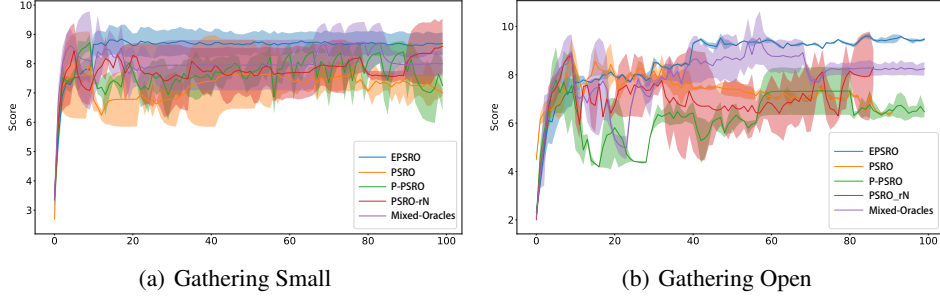 10
9
8
7
6
5
4
3
Score
0 20 40 60 80 100
EPSRO
PSRO
P-PSRO
PSRO-rN
Mixed-Oracles
(a) Gathering Small
10
8
6
4
2
Score
0 20 40 60 80 100
EPSRO
PSRO
P-PSRO
PSRO_rN
Mixed-Oracles
(b) Gathering Open